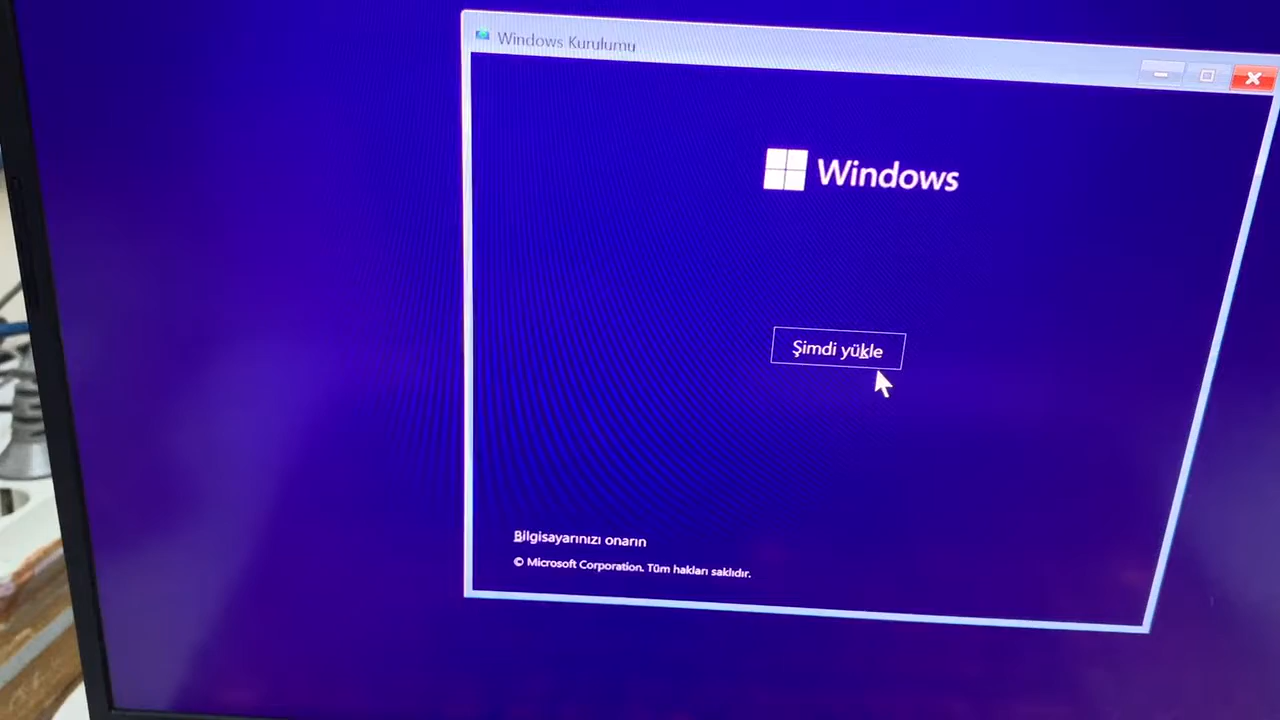 Windows Kurulumu
Windows
Şimdi yükle
Bilgisayarınızı onarın
© Microsoft Corporation. Tüm hakları saklıdır.